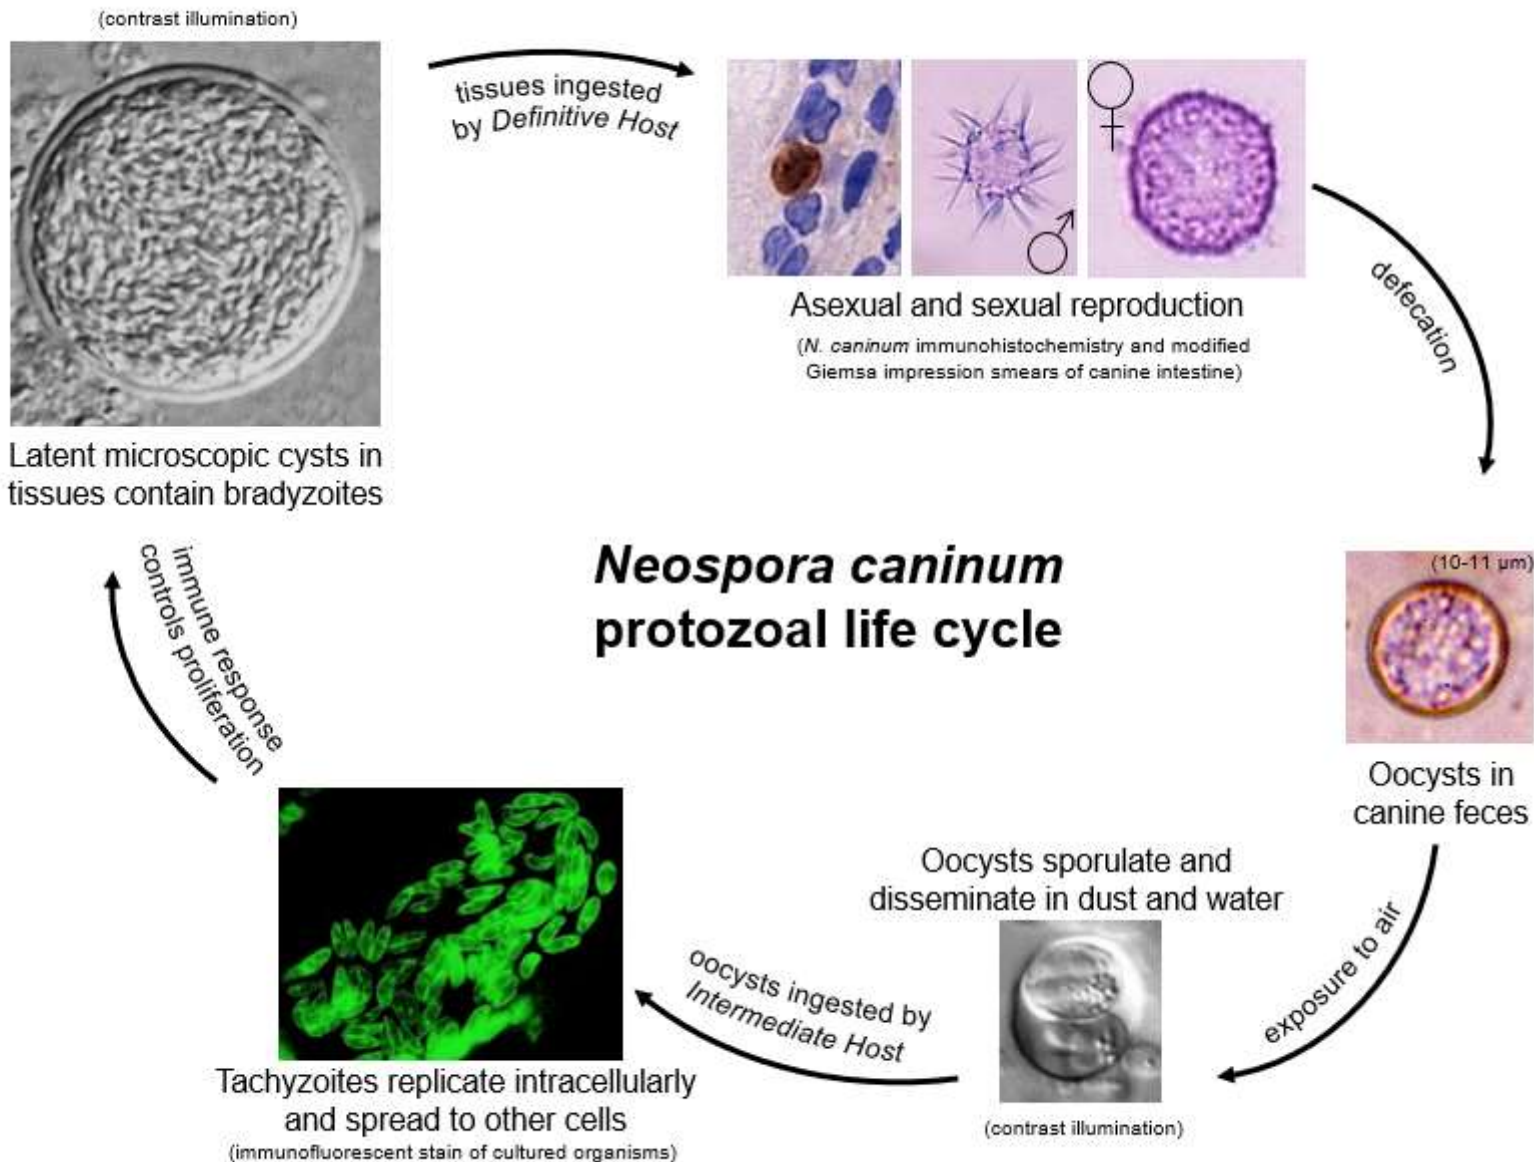 (contrast illumination)
tissues ingested
by Definitive Host
Asexual and sexual reproduction
(N. caninum immunohistochemistry and modified
Giemsa impression smears of canine intestine)
defecation
Latent microscopic cysts in
tissues contain bradyzoites
Neospora caninum
protozoal life cycle
(10-11 µm)
Oocysts in
canine feces
exposure to air
Oocysts sporulate and
disseminate in dust and water
(contrast illumination)
oocysts ingested by
Intermediate Host
Tachyzoites replicate intracellularly
and spread to other cells
(immunofluorescent stain of cultured organisms)
immune response
controls proliferation